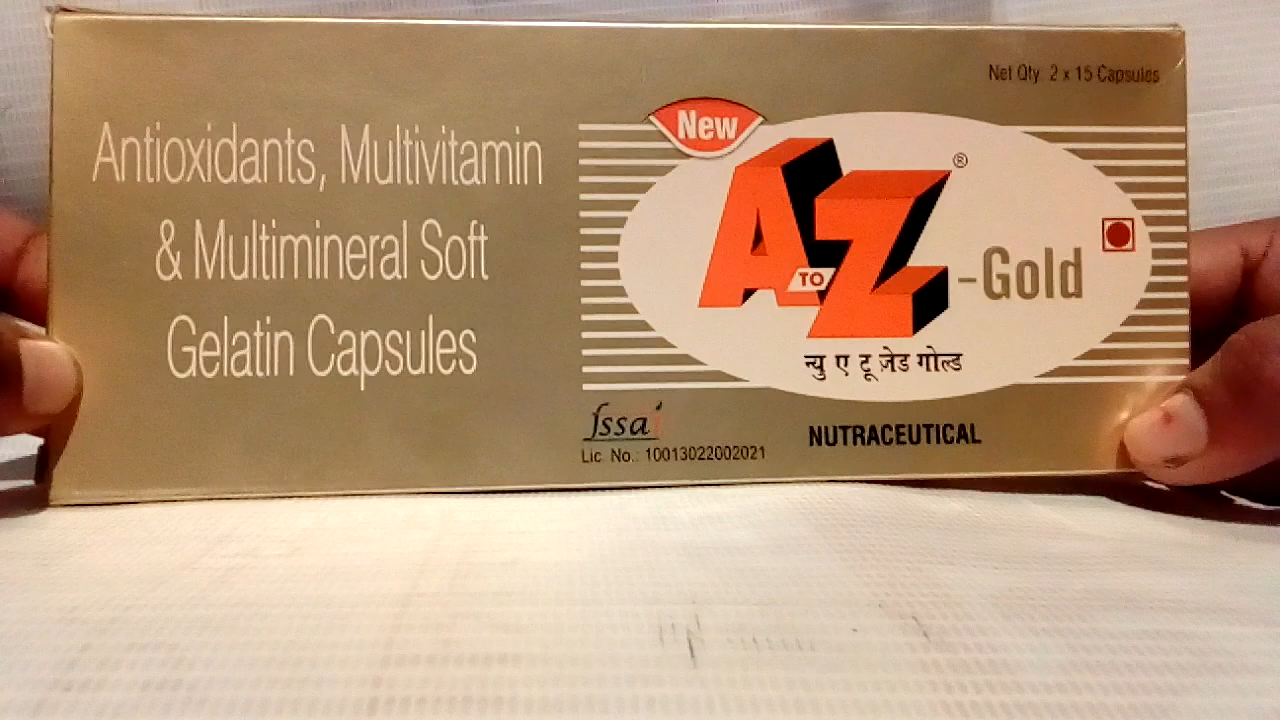 Net Qty. 2 x 15 Capsules
Antioxidants, Multivitamin
& Multimineral Soft
Gelatin Capsules
New
A TO Z®
-Gold
न्यु ए टू ज़ेड गोल्ड
fssai
Lic. No.: 10013022002021
NUTRACEUTICAL